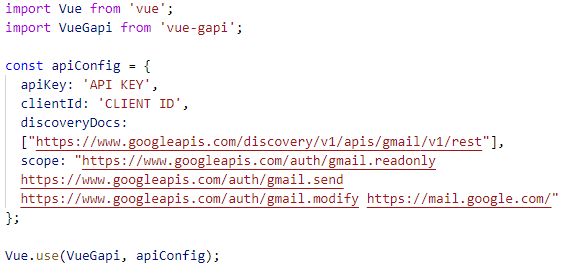 import Vue from 'vue';
import VueGapi from 'vue-gapi';
const apiConfig = {
apiKey: 'API KEY',
clientId: 'CLIENT ID',
discoveryDocs:
["https://www.googleapis.com/discovery/v1/apis/gmail/v1/rest"],
scope: "https://www.googleapis.com/auth/gmail.readonly
https://www.googleapis.com/auth/gmail.send
https://www.googleapis.com/auth/gmail.modify https://mail.google.com/"
};
Vue.use(VueGapi, apiConfig);